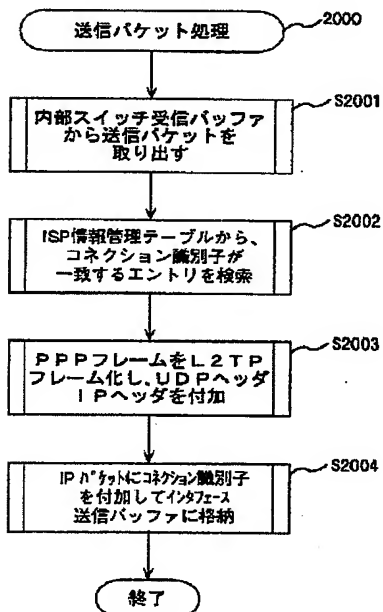 送信パケット処理
2000
内部スイッチ受信バッファ
から送信パケットを
取り出す
S2001
ISP情報管理テーブルから、
コネクション識別子が
一致するエントリを検索
S2002
PPPフレームをL2TP
フレーム化し、UDPヘッダ
IPヘッダを付加
S2003
IPパケットにコネクション識別子
を付加してインタフェース
送信バッファに格納
S2004
終了